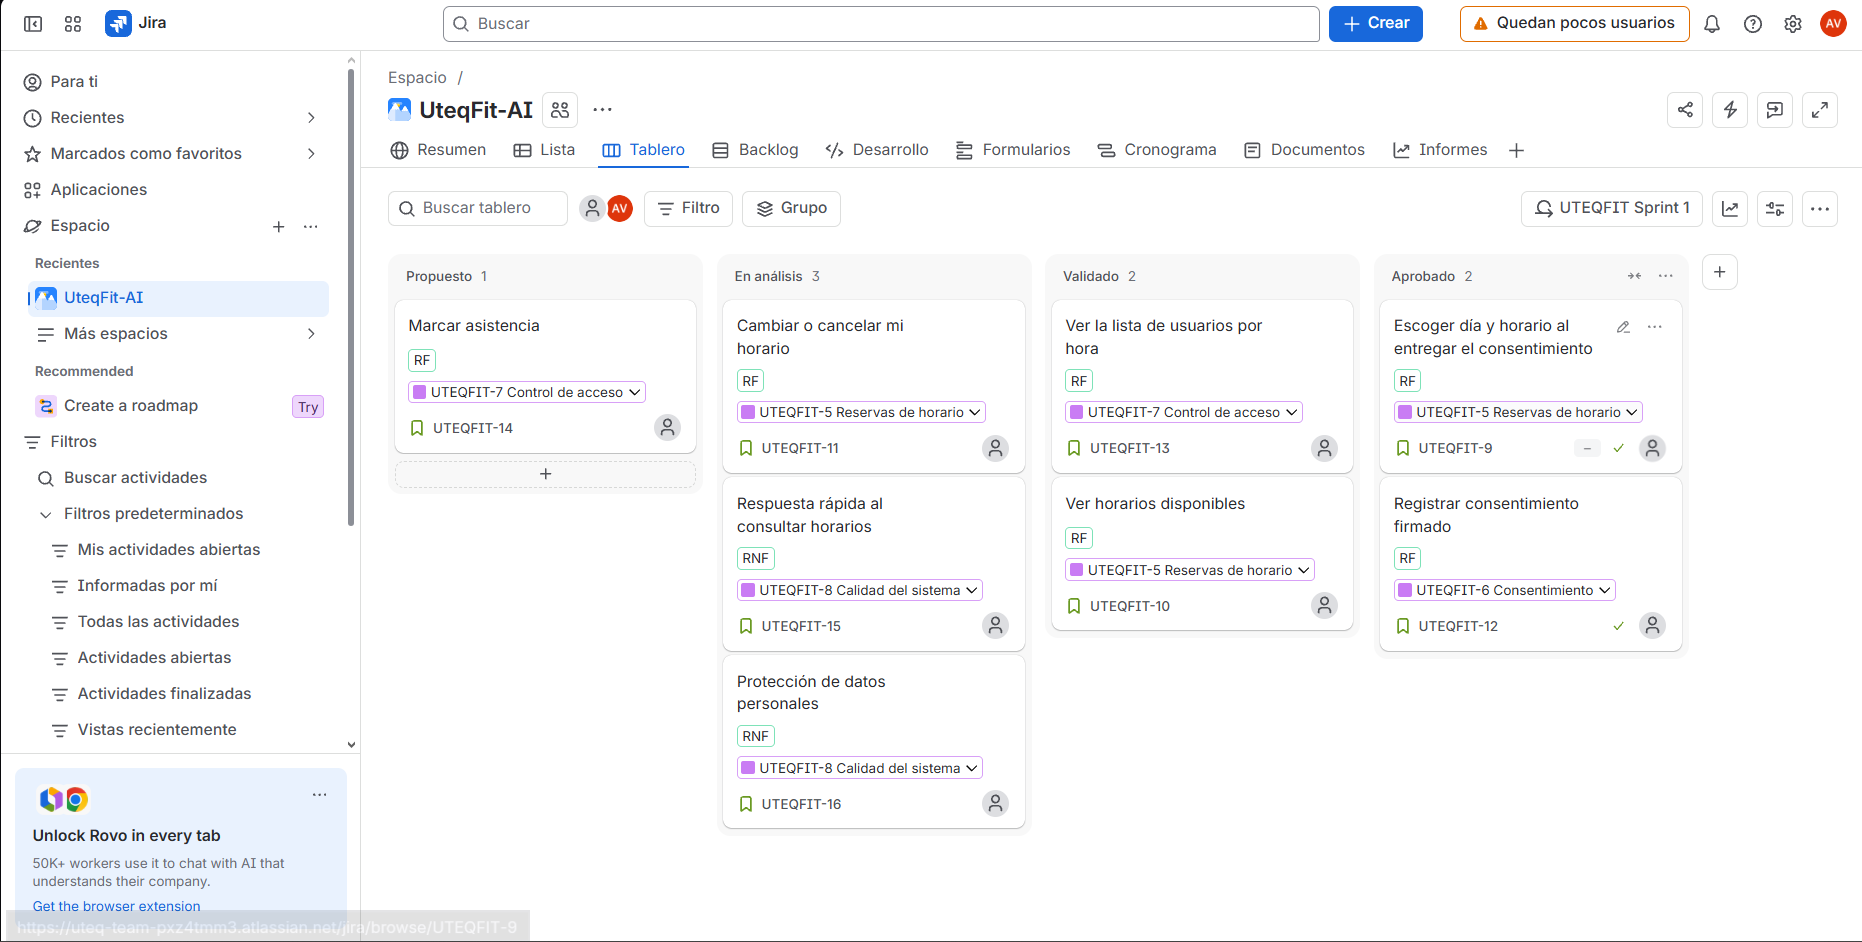 Jira
Buscar
Crear
Quedan pocos usuarios
AV
Para ti
Recientes
Marcados como favoritos
Aplicaciones
Espacio
Recientes
UteqFit-AI
Más espacios
Recommended
Create a roadmap
Try
Filtros
Buscar actividades
Filtros predeterminados
Mis actividades abiertas
Informadas por mí
Todas las actividades
Actividades abiertas
Actividades finalizadas
Vistas recientemente
Unlock Rovo in every tab
50K+ workers use it to chat with AI that
understands their company.
Get the browser extension
https://uteq-team-pxz4tmm3.atlassian.net/jira/browse/UTEQFIT-9
Espacio /
UteqFit-AI
Resumen
Lista
Tablero
Backlog
Desarrollo
Formularios
Cronograma
Documentos
Informes
Buscar tablero
AV
Filtro
Grupo
UTEQFIT Sprint 1
Propuesto 1
Marcar asistencia
RF
UTEQFIT-7 Control de acceso
UTEQFIT-14
En análisis 3
Cambiar o cancelar mi
horario
RF
UTEQFIT-5 Reservas de horario
UTEQFIT-11
Respuesta rápida al
consultar horarios
RNF
UTEQFIT-8 Calidad del sistema
UTEQFIT-15
Protección de datos
personales
RNF
UTEQFIT-8 Calidad del sistema
UTEQFIT-16
Validado 2
Ver la lista de usuarios por
hora
RF
UTEQFIT-7 Control de acceso
UTEQFIT-13
Ver horarios disponibles
RF
UTEQFIT-5 Reservas de horario
UTEQFIT-10
Aprobado 2
Escoger día y horario al
entregar el consentimiento
RF
UTEQFIT-5 Reservas de horario
UTEQFIT-9
–
Registrar consentimiento
firmado
RF
UTEQFIT-6 Consentimiento
UTEQFIT-12